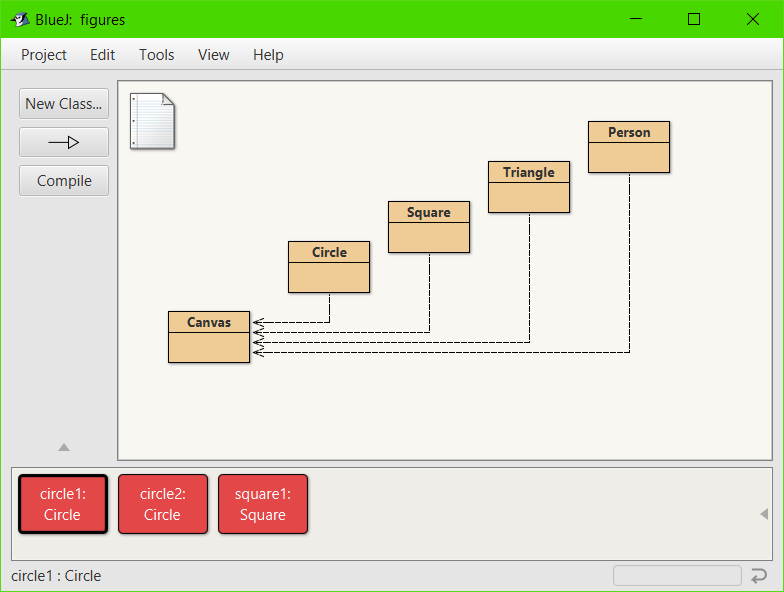 BlueJ: figures
Project Edit Tools View Help
New Class...
Compile
Person
Triangle
Square
Circle
Canvas
circle1:
Circle
circle2:
Circle
square1:
Square
circle1 : Circle